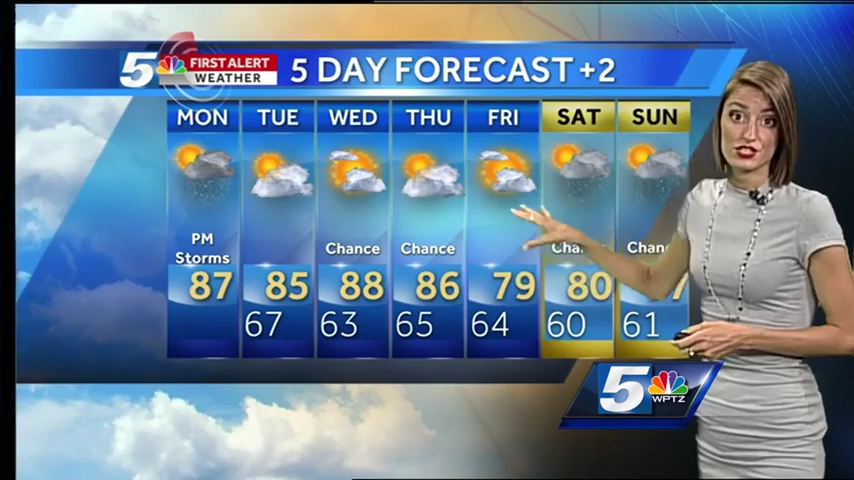 5 FIRST ALERT
WEATHER
5 DAY FORECAST +2
MON TUE WED THU FRI SAT SUN
PM
Storms
Chance Chance
87 85 88 86 79 80
67 63 65 64 60 61
5
WPTZ